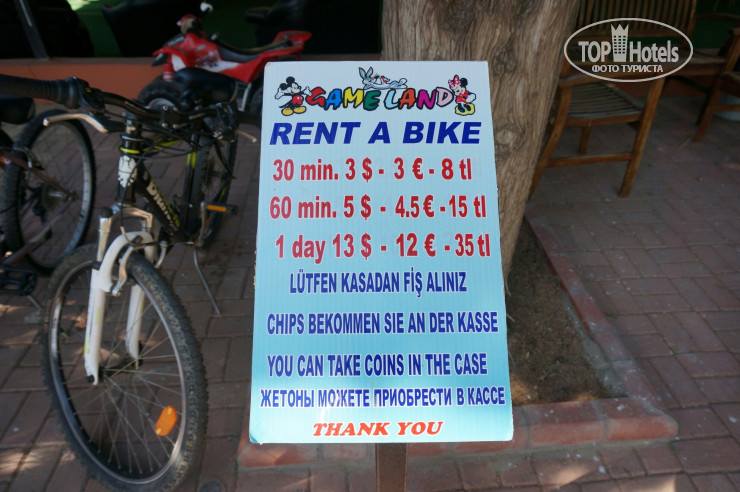 TOP Hotels
ФОТО ТУРИСТА
GAME LAND
RENT A BIKE
30 min. 3 $ - 3 € - 8 tl
60 min. 5 $ - 4.5 € - 15 tl
1 day 13 $ - 12 € - 35 tl
LÜTFEN KASADAN FİŞ ALINIZ
CHIPS BEKOMMEN SIE AN DER KASSE
YOU CAN TAKE COINS IN THE CASE
ЖЕТОНЫ МОЖЕТЕ ПРИОБРЕСТИ В КАССЕ
THANK YOU